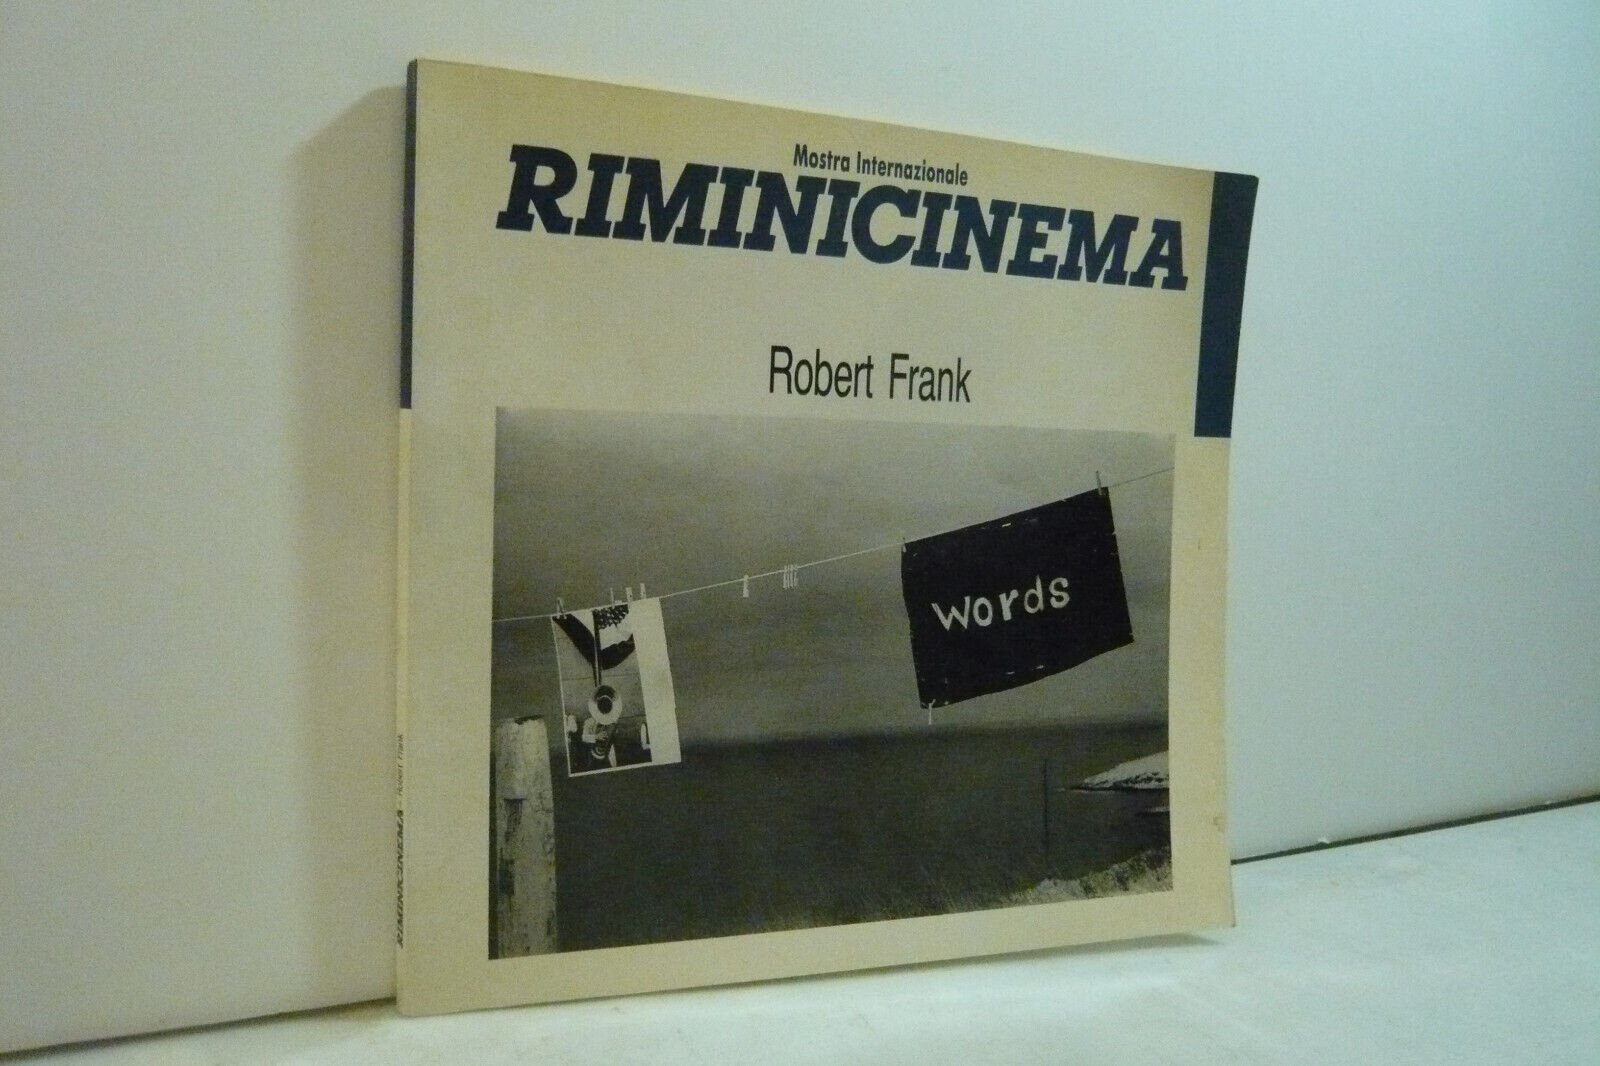 Mostra Internazionale
RIMINICINEMA
Robert Frank
Words
RIMINICINEMA - Robert Frank